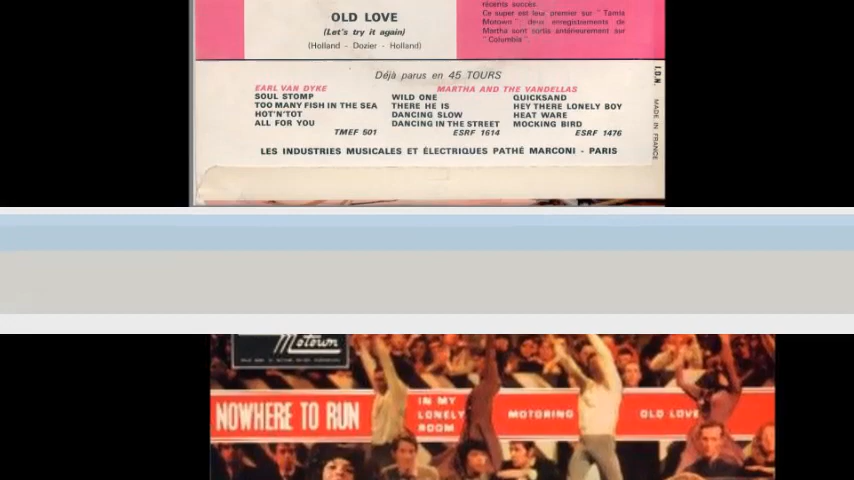 OLD LOVE
(Let's try it again)
(Holland - Dozier - Holland)
récents succès.
Ce super est leur premier sur "Tamla
Motown" : deux enregistrements de
Martha sont sortis antérieurement sur
"Columbia".
Déjà parus en 45 TOURS
EARL VAN DYKE
SOUL STOMP
TOO MANY FISH IN THE SEA
HOT'N'TOT
ALL FOR YOU
TMEF 501
MARTHA AND THE VANDELLAS
WILD ONE
THERE HE IS
DANCING SLOW
DANCING IN THE STREET
ESRF 1614
QUICKSAND
HEY THERE LONELY BOY
HEAT WARE
MOCKING BIRD
ESRF 1476
LES INDUSTRIES MUSICALES ET ÉLECTRIQUES PATHÉ MARCONI - PARIS
I.D.N. MADE IN FRANCE
Motown
NOWHERE TO RUN
IN MY
LONELY
ROOM
MOTORING
OLD LOVE